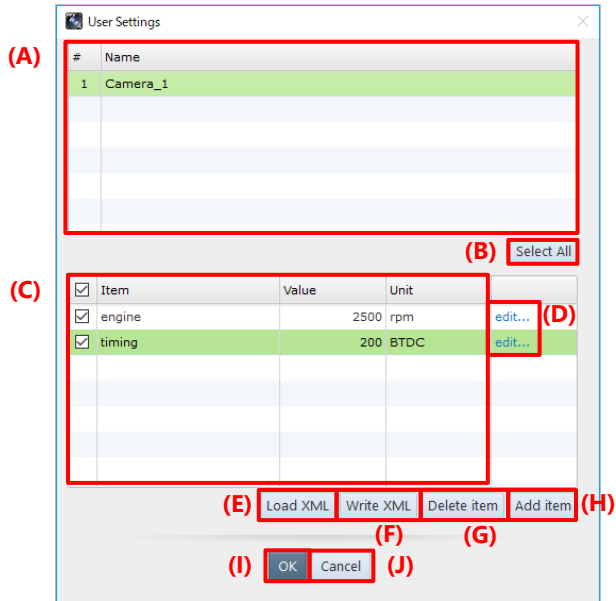 User Settings
(A)
# Name
1 Camera_1
(B) Select All
(C)
Item Value Unit
engine 2500 rpm edit... (D)
timing 200 BTDC edit...
(E) Load XML Write XML Delete item Add item (H)
(F) (G)
(I) OK Cancel (J)